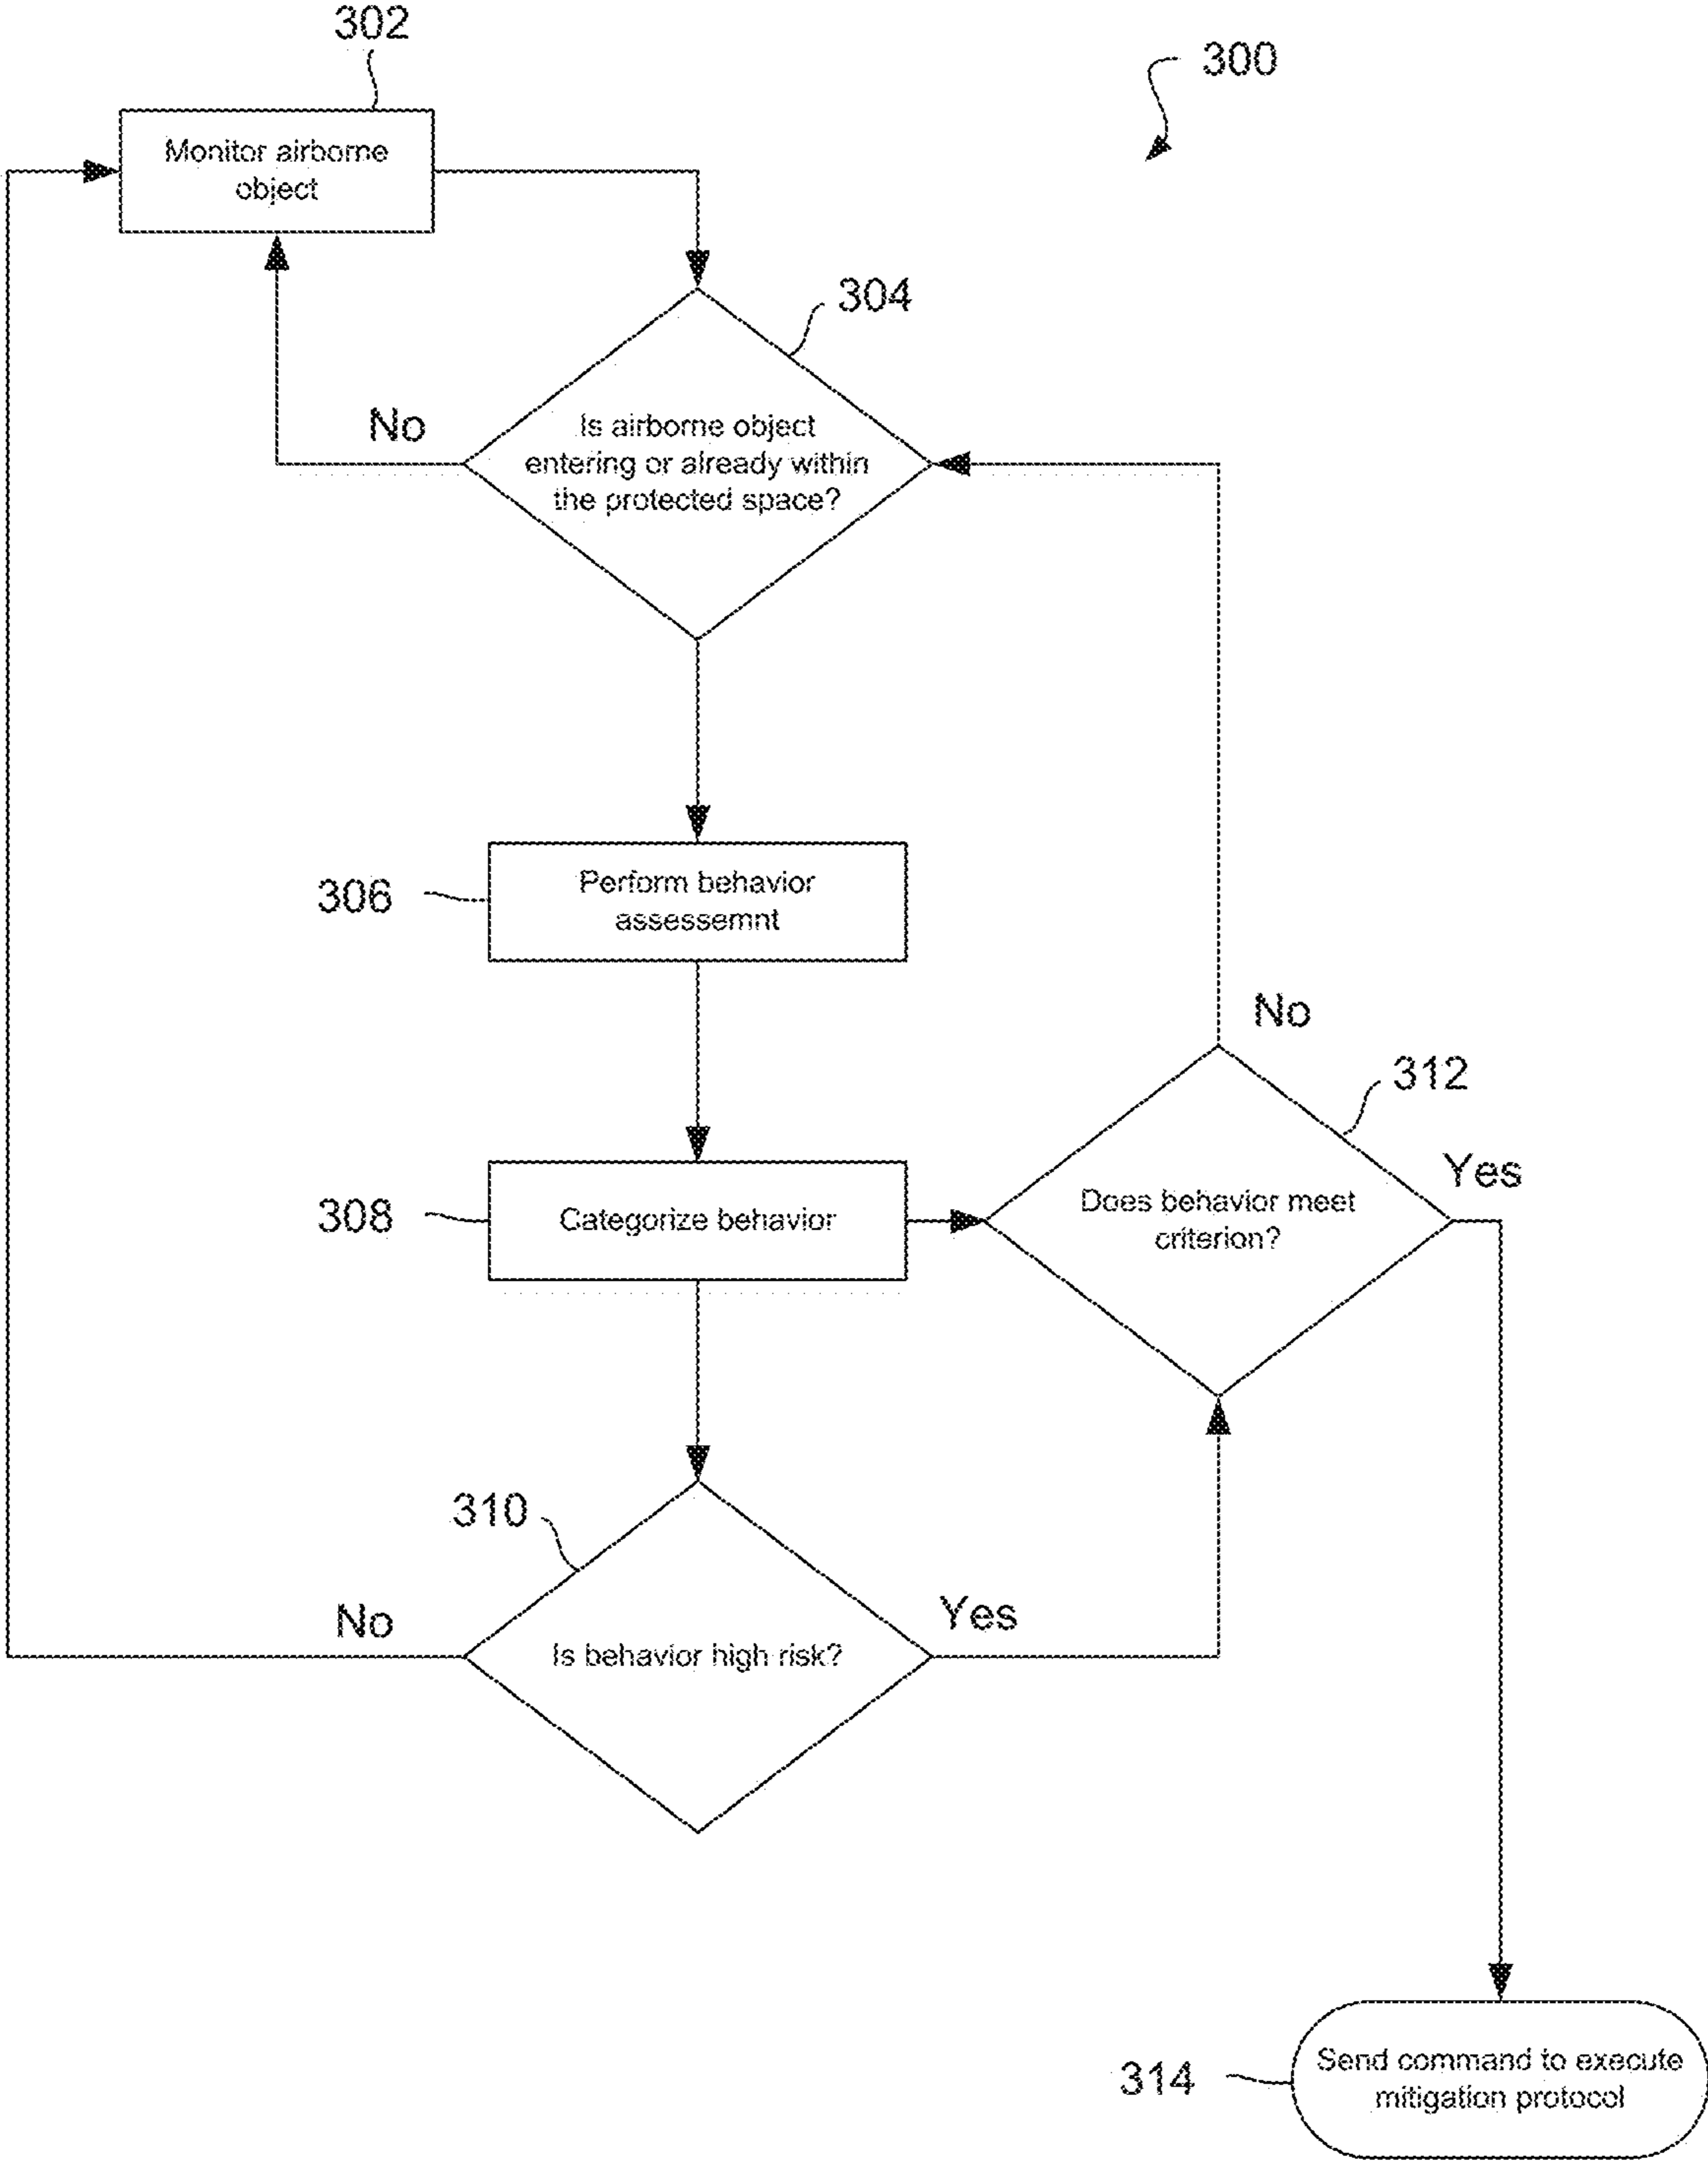 302
300
Monitor airborne
object
304
No
Is airborne object
entering or already within
the protected space?
306
Perform behavior
assessemnt
No
312
Yes
308
Categorize behavior
Does behavior meet
criterion?
310
No
Yes
Is behavior high risk?
314
Send command to execute
mitigation protocol